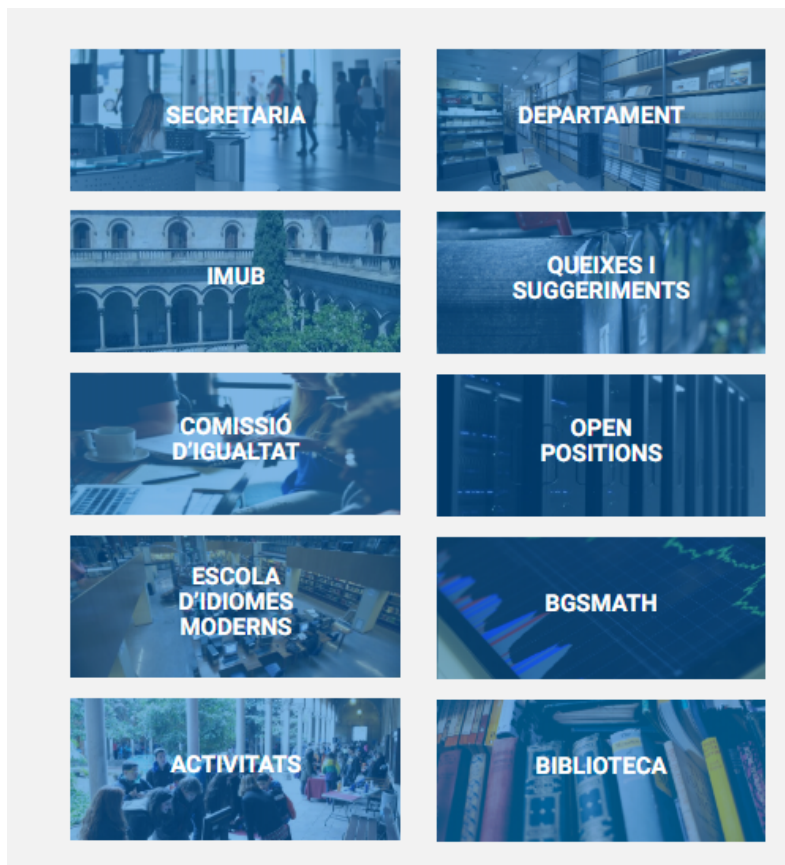 SECRETARIA
DEPARTAMENT
IMUB
QUEIXES I
SUGGERIMENTS
COMISSIÓ
D'IGUALTAT
OPEN
POSITIONS
ESCOLA
D'IDIOMES
MODERNS
BGSMATH
ACTIVITATS
BIBLIOTECA